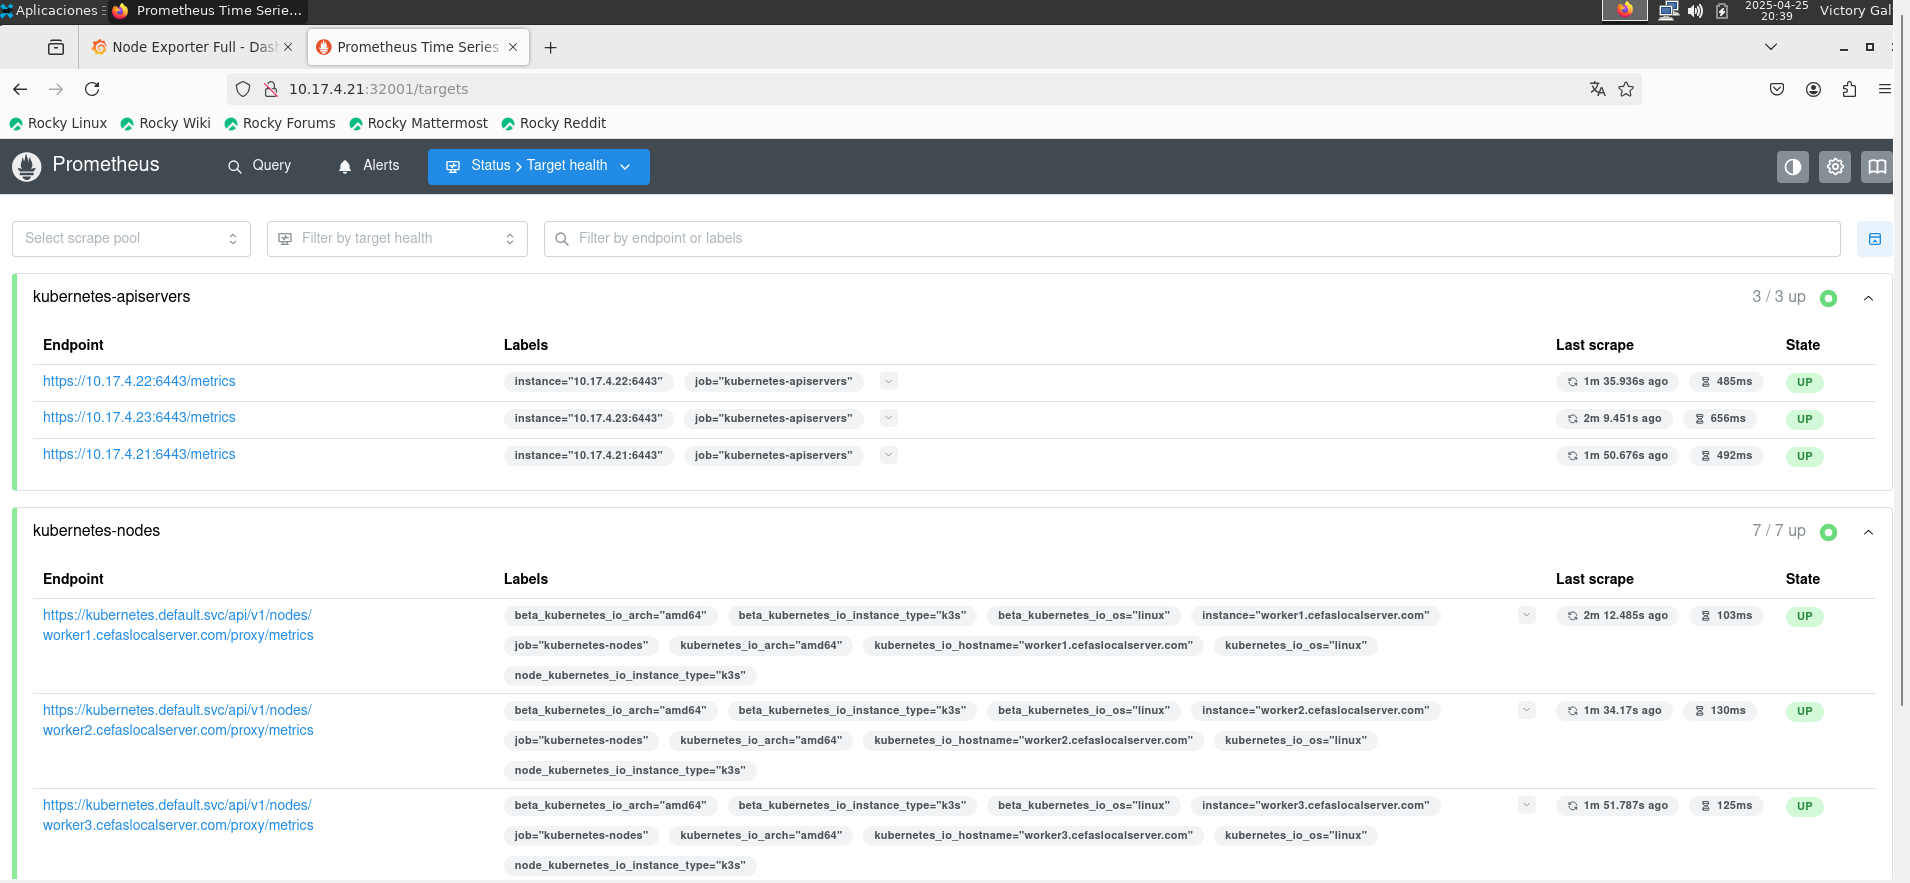 Aplicaciones
Prometheus Time Serie...
2025-04-25
20:39
Victory Gal
Node Exporter Full - Das
Prometheus Time Series
10.17.4.21:32001/targets
Rocky Linux Rocky Wiki Rocky Forums Rocky Mattermost Rocky Reddit
Prometheus Query Alerts Status > Target health
Select scrape pool Filter by target health Filter by endpoint or labels
kubernetes-apiservers 3 / 3 up
Endpoint Labels Last scrape State
https://10.17.4.22:6443/metrics instance="10.17.4.22:6443" job="kubernetes-apiservers" 1m 35.936s ago 485ms UP
https://10.17.4.23:6443/metrics instance="10.17.4.23:6443" job="kubernetes-apiservers" 2m 9.451s ago 656ms UP
https://10.17.4.21:6443/metrics instance="10.17.4.21:6443" job="kubernetes-apiservers" 1m 50.676s ago 492ms UP
kubernetes-nodes 7 / 7 up
Endpoint Labels Last scrape State
https://kubernetes.default.svc/api/v1/nodes/
worker1.cefaslocalserver.com/proxy/metrics
beta_kubernetes_io_arch="amd64" beta_kubernetes_io_instance_type="k3s" beta_kubernetes_io_os="linux" instance="worker1.cefaslocalserver.com"
job="kubernetes-nodes" kubernetes_io_arch="amd64" kubernetes_io_hostname="worker1.cefaslocalserver.com" kubernetes_io_os="linux"
node_kubernetes_io_instance_type="k3s"
2m 12.485s ago 103ms UP
https://kubernetes.default.svc/api/v1/nodes/
worker2.cefaslocalserver.com/proxy/metrics
beta_kubernetes_io_arch="amd64" beta_kubernetes_io_instance_type="k3s" beta_kubernetes_io_os="linux" instance="worker2.cefaslocalserver.com"
job="kubernetes-nodes" kubernetes_io_arch="amd64" kubernetes_io_hostname="worker2.cefaslocalserver.com" kubernetes_io_os="linux"
node_kubernetes_io_instance_type="k3s"
1m 34.17s ago 130ms UP
https://kubernetes.default.svc/api/v1/nodes/
worker3.cefaslocalserver.com/proxy/metrics
beta_kubernetes_io_arch="amd64" beta_kubernetes_io_instance_type="k3s" beta_kubernetes_io_os="linux" instance="worker3.cefaslocalserver.com"
job="kubernetes-nodes" kubernetes_io_arch="amd64" kubernetes_io_hostname="worker3.cefaslocalserver.com" kubernetes_io_os="linux"
node_kubernetes_io_instance_type="k3s"
1m 51.787s ago 125ms UP